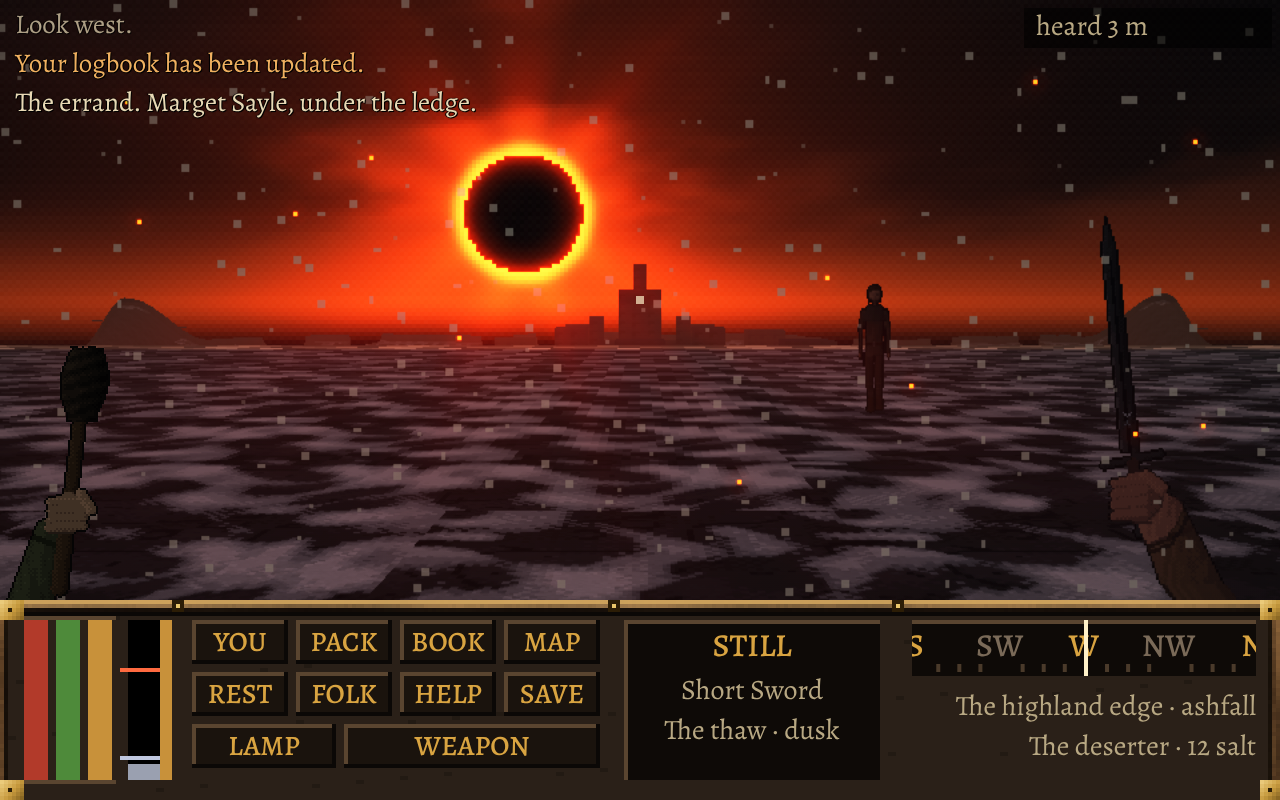 Look west.
Your logbook has been updated.
The errand. Marget Sayle, under the ledge.
heard 3 m
YOU
PACK
BOOK
MAP
REST
FOLK
HELP
SAVE
LAMP
WEAPON
STILL
Short Sword
The thaw · dusk
S SW W NW N
The highland edge · ashfall
The deserter · 12 salt